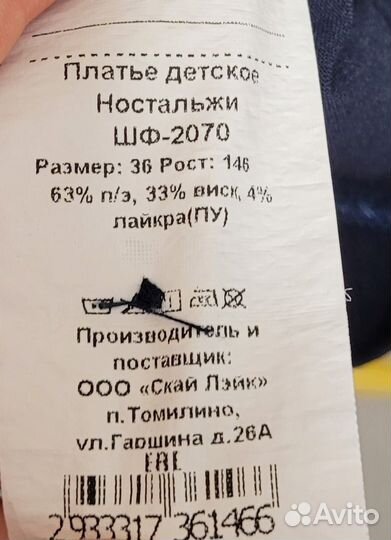 Платье детское
Ностальжи
ШФ-2070
Размер: 36 Рост: 146
63% п/э, 33% виск, 4%
лайкра(ПУ)
Производитель и
поставщик:
ООО «Скай Лэйк»
п.Томилино,
ул.Гаршина д.26А
EAC
2933317 361466
Avito